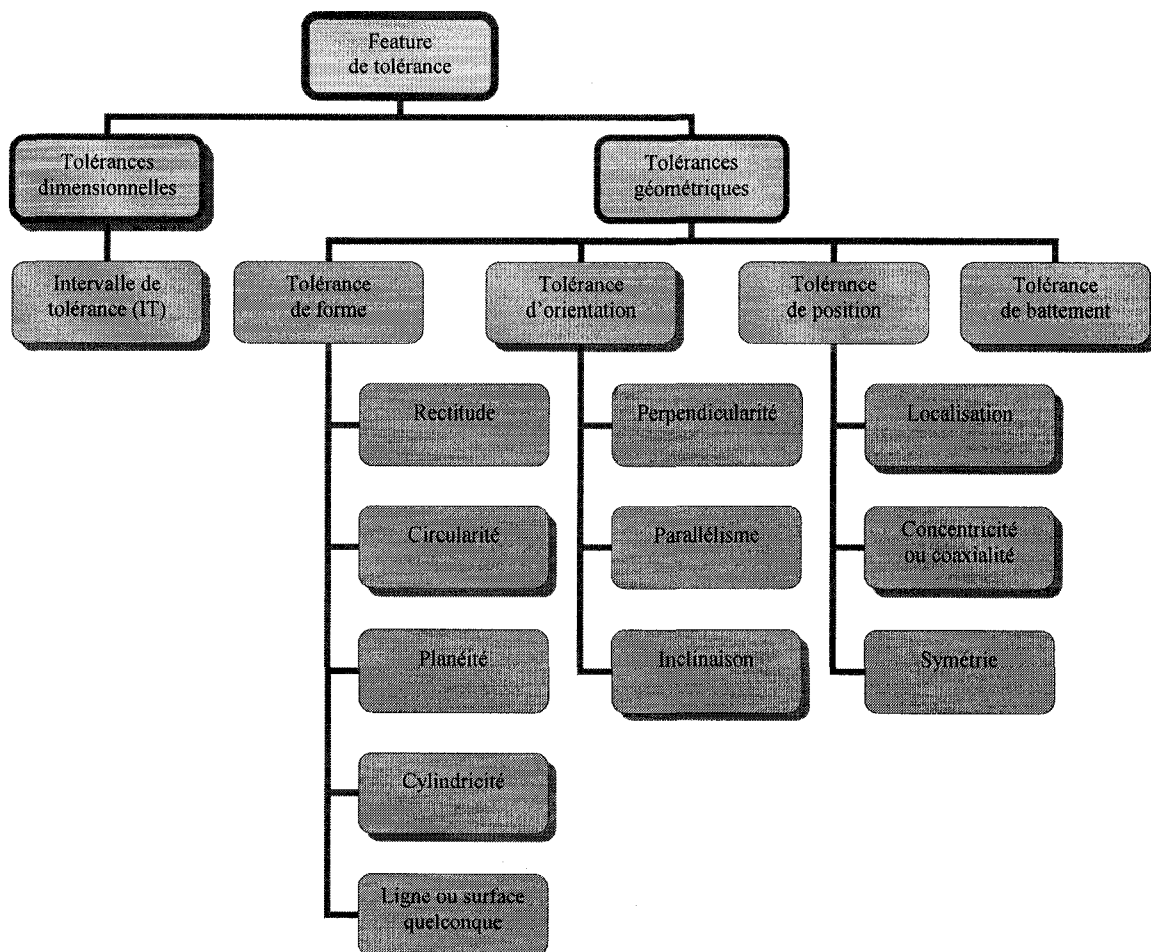 Feature
de tolérance
Tolérances
dimensionnelles
Tolérances
géométriques
Intervalle de
tolérance (IT)
Tolérance
de forme
Tolérance
d'orientation
Tolérance
de position
Tolérance
de battement
Rectitude
Perpendicularité
Localisation
Circularité
Parallélisme
Concentricité
ou coaxialité
Planéité
Inclinaison
Symétrie
Cylindricité
Ligne ou surface
quelconque